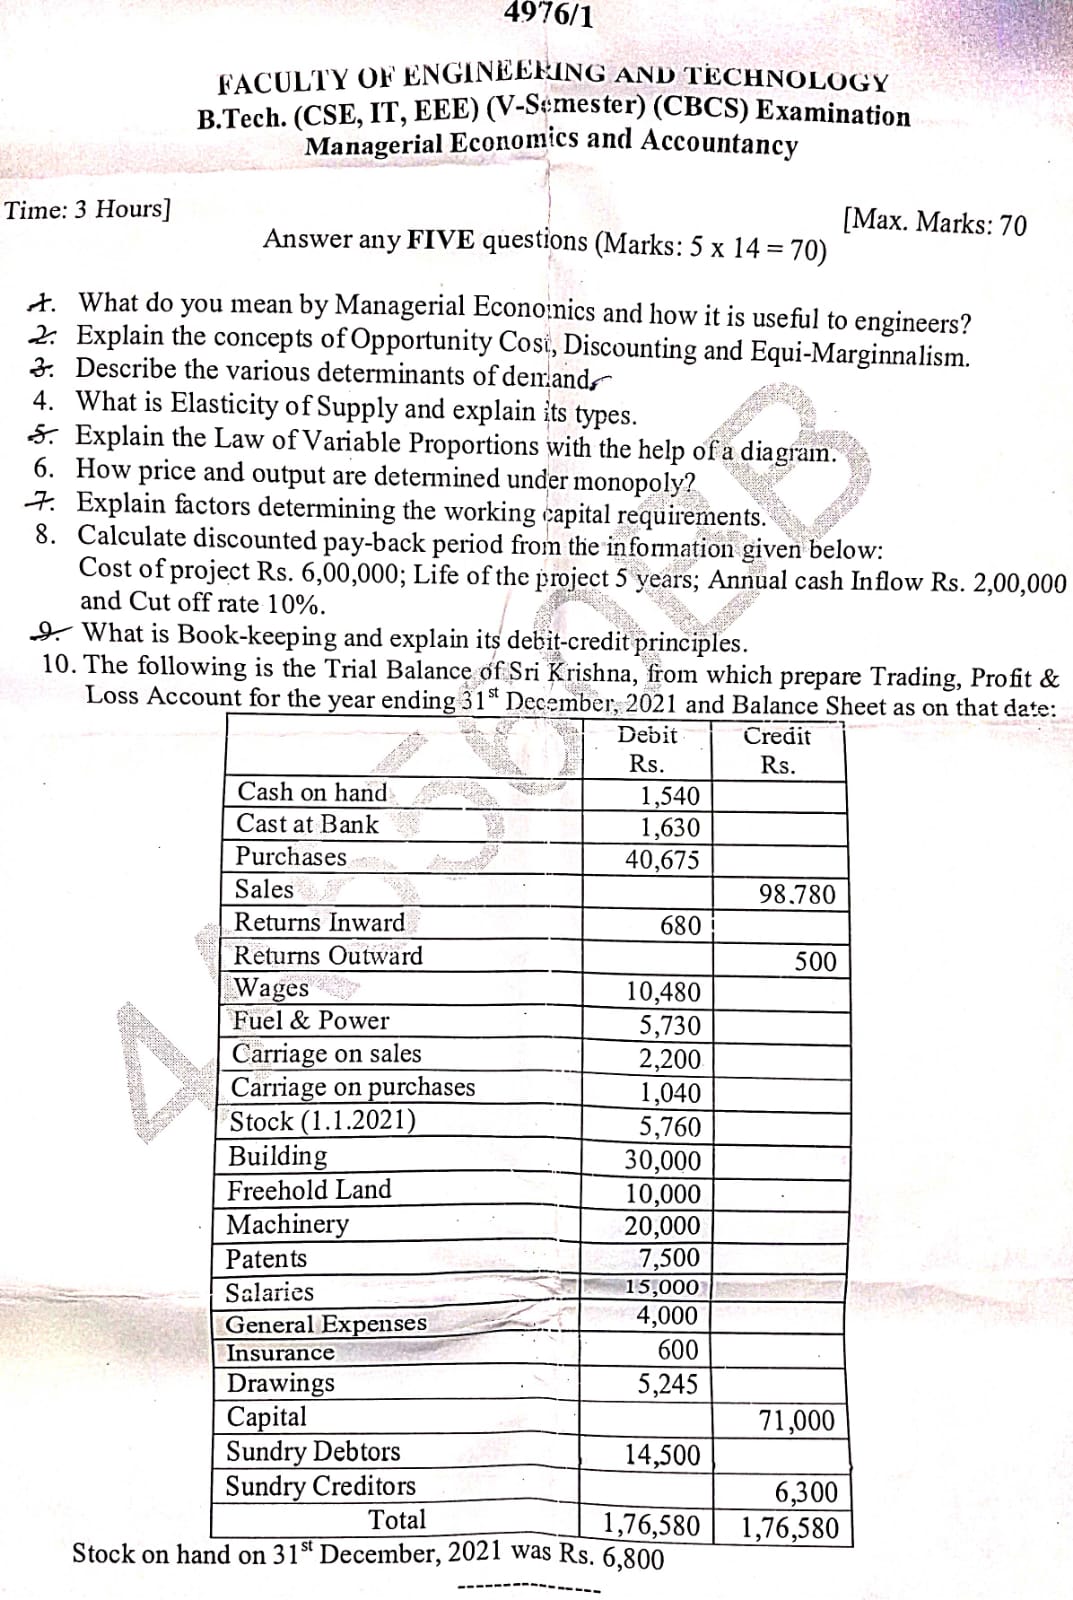 4976/1
FACULTY OF ENGINEERING AND TECHNOLOGY
B.Tech. (CSE, IT, EEE) (V-Semester) (CBCS) Examination
Managerial Economics and Accountancy
Time: 3 Hours]
[Max. Marks: 70
Answer any FIVE questions (Marks: 5 x 14 = 70)
1. What do you mean by Managerial Economics and how it is useful to engineers?
2. Explain the concepts of Opportunity Cost, Discounting and Equi-Marginnalism.
3. Describe the various determinants of demand.
4. What is Elasticity of Supply and explain its types.
5. Explain the Law of Variable Proportions with the help of a diagram.
6. How price and output are determined under monopoly?
7. Explain factors determining the working capital requirements.
8. Calculate discounted pay-back period from the information given below:
Cost of project Rs. 6,00,000; Life of the project 5 years; Annual cash Inflow Rs. 2,00,000
and Cut off rate 10%.
9. What is Book-keeping and explain its debit-credit principles.
10. The following is the Trial Balance of Sri Krishna, from which prepare Trading, Profit &
Loss Account for the year ending 31st December, 2021 and Balance Sheet as on that date:
Debit Credit
Rs. Rs.
Cash on hand 1,540
Cast at Bank 1,630
Purchases 40,675
Sales 98.780
Returns Inward 680
Returns Outward 500
Wages 10,480
Fuel & Power 5,730
Carriage on sales 2,200
Carriage on purchases 1,040
Stock (1.1.2021) 5,760
Building 30,000
Freehold Land 10,000
Machinery 20,000
Patents 7,500
Salaries 15,000
General Expenses 4,000
Insurance 600
Drawings 5,245
Capital 71,000
Sundry Debtors 14,500
Sundry Creditors 6,300
Total 1,76,580 1,76,580
Stock on hand on 31st December, 2021 was Rs. 6,800